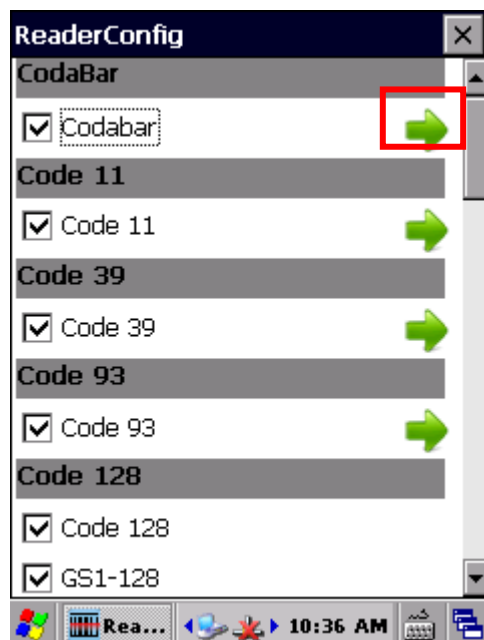 ReaderConfig
CodaBar
Codabar
Code 11
Code 11
Code 39
Code 39
Code 93
Code 93
Code 128
Code 128
GS1-128
Rea... 10:36 AM